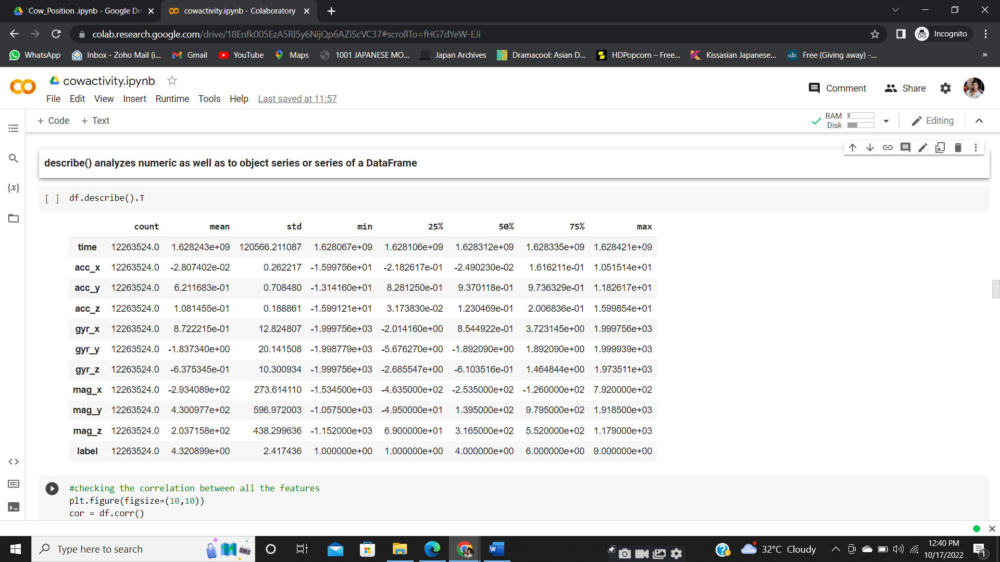 Cow_Position .ipynb - Google Dri
cowactivity.ipynb - Colaboratory
colab.research.google.com/drive/18Enfk005EzA5Rl5y6NijQp6AZiScVC37#scrollTo=fHG7dYeW-EJi
Incognito
WhatsApp Inbox - Zoho Mail (i... Gmail YouTube Maps 1001 JAPANESE MO... Japan Archives Dramacool: Asian D... HDPopcorn – Free... Kissasian Japanese... sdn Free (Giving away) -... »
cowactivity.ipynb
Comment Share
File Edit View Insert Runtime Tools Help Last saved at 11:57
+ Code + Text
RAM
Disk
Editing
describe() analyzes numeric as well as to object series or series of a DataFrame
{x}
[ ] df.describe().T
count mean std min 25% 50% 75% max
time 12263524.0 1.628243e+09 120566.211087 1.628067e+09 1.628106e+09 1.628312e+09 1.628335e+09 1.628421e+09
acc_x 12263524.0 -2.807402e-02 0.262217 -1.599756e+01 -2.182617e-01 -2.490230e-02 1.616211e-01 1.051514e+01
acc_y 12263524.0 6.211683e-01 0.708480 -1.314160e+01 8.281250e-01 9.370118e-01 9.736329e-01 1.182617e+01
acc_z 12263524.0 1.081455e-01 0.188861 -1.599121e+01 3.173830e-02 1.230469e-01 2.006836e-01 1.599854e+01
gyr_x 12263524.0 8.722215e-01 12.824807 -1.999756e+03 -2.014160e+00 8.544922e-01 3.723145e+00 1.999756e+03
gyr_y 12263524.0 -1.837340e+00 20.141508 -1.998779e+03 -5.676270e+00 -1.892090e+00 1.892090e+00 1.999939e+03
gyr_z 12263524.0 -6.375345e-01 10.300934 -1.999756e+03 -2.685547e+00 -6.103516e-01 1.464844e+00 1.973511e+03
mag_x 12263524.0 -2.934089e+02 273.614110 -1.534500e+03 -4.635000e+02 -2.535000e+02 -1.260000e+02 7.920000e+02
mag_y 12263524.0 4.300977e+02 596.972003 -1.057500e+03 -4.950000e+01 1.395000e+02 9.795000e+02 1.918500e+03
mag_z 12263524.0 2.037158e+02 438.299636 -1.152000e+03 6.900000e+01 3.165000e+02 5.520000e+02 1.179000e+03
label 12263524.0 4.320899e+00 2.417436 1.000000e+00 1.000000e+00 4.000000e+00 6.000000e+00 9.000000e+00
#checking the correlation between all the features
plt.figure(figsize=(10,10))
cor = df.corr()
Type here to search
32°C Cloudy
12:40 PM
10/17/2022
1